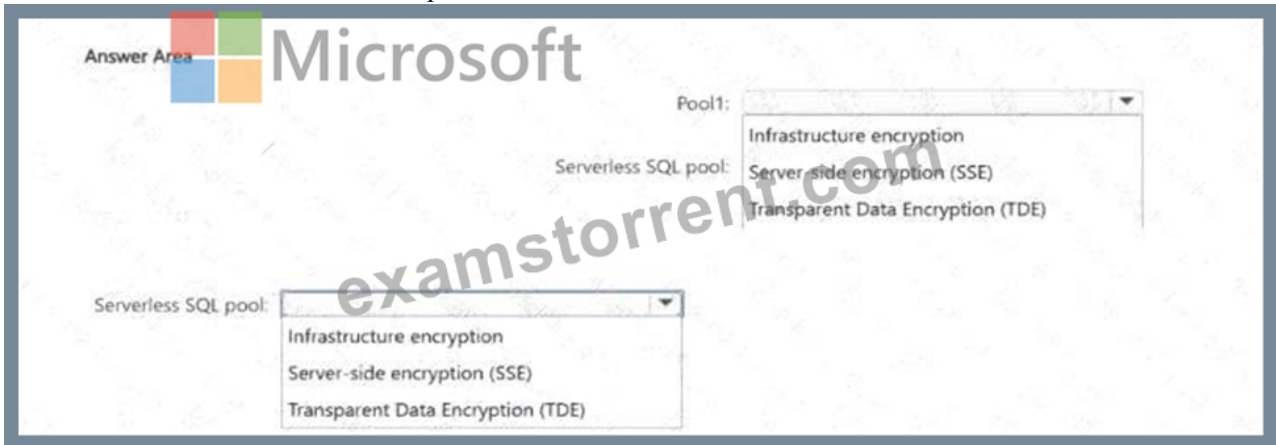 Answer Area
Microsoft
Pool1:
Infrastructure encryption
Serverless SQL pool:
Server-side encryption (SSE)
Transparent Data Encryption (TDE)
examstorrent.com
Serverless SQL pool:
Infrastructure encryption
Server-side encryption (SSE)
Transparent Data Encryption (TDE)